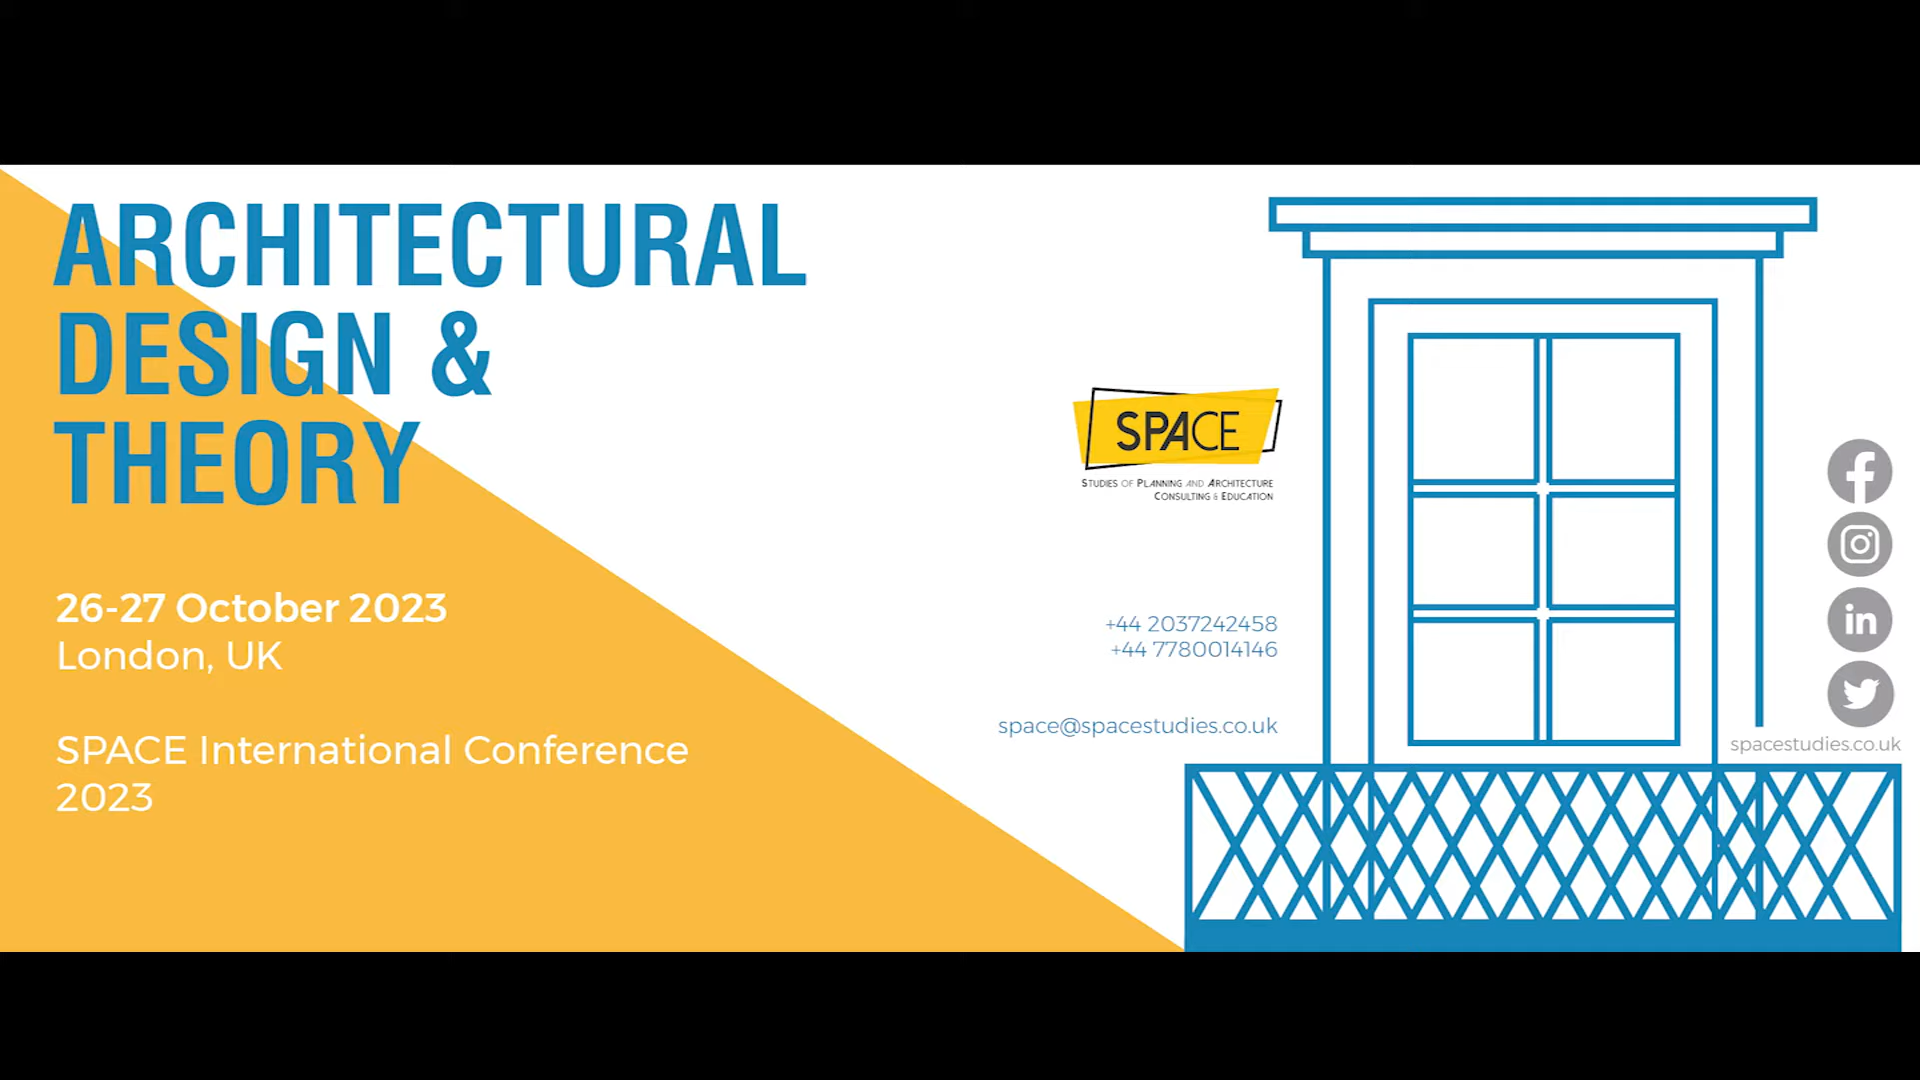 ARCHITECTURAL
DESIGN &
THEORY
26-27 October 2023
London, UK
SPACE International Conference
2023
SPACE
STUDIES OF PLANNING AND ARCHITECTURE
CONSULTING & EDUCATION
+44 2037242458
+44 7780014146
space@spacestudies.co.uk
in
spacestudies.co.uk